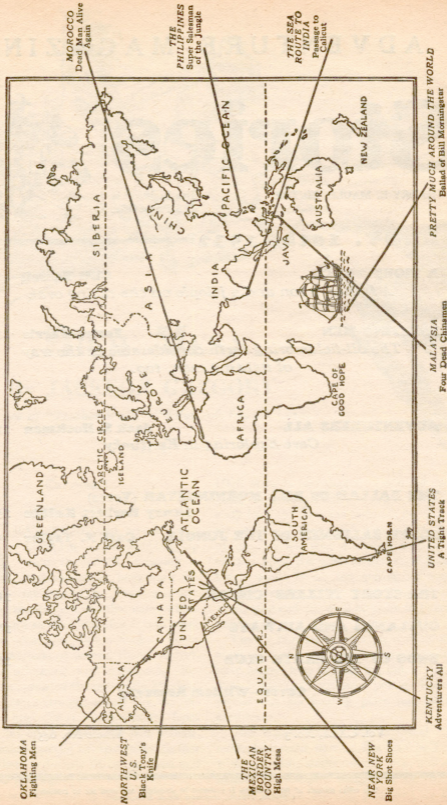 OKLAHOMA
Fighting Men
NORTHWEST
U. S.
Black Tony's
Knife
THE
MEXICAN
BORDER
COUNTRY
High Mesa
NEAR NEW
YORK
Big Shot Shoes
MOROCCO
Dead Man Alive
Again
THE
PHILIPPINES
Super Salesman
of the Jungle
THE SEA
ROUTE TO
INDIA
Passage to
Calicut
GREENLAND
ARCTIC CIRCLE
ICELAND
ALASKA
CANADA
UNITED
STATES
MEXICO
ATLANTIC
OCEAN
EQUATOR
SOUTH
AMERICA
CAPE HORN
N
E
S
W
SIBERIA
EUROPE
ASIA
CHINA
INDIA
PACIFIC OCEAN
AFRICA
CAPE OF
GOOD HOPE
JAVA
AUSTRALIA
NEW ZEALAND
KENTUCKY
Adventurers All
UNITED STATES
A Tight Track
MALAYSIA
Four Dead Chinamen
PRETTY MUCH AROUND THE WORLD
Ballad of Bill Morningstar